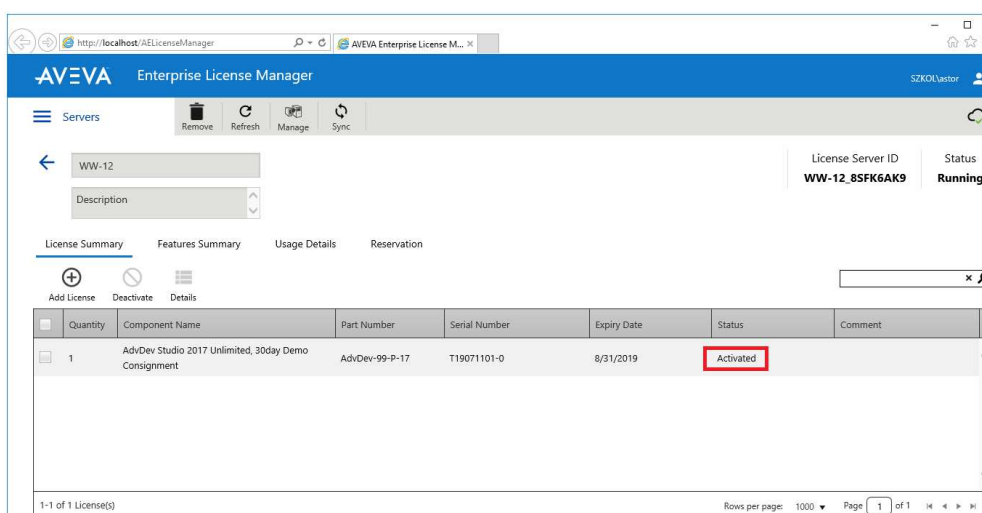 http://localhost/AELicenseManager
AVEVA Enterprise License M...
AVEVA Enterprise License Manager
SZKOL\astor
Servers
Remove Refresh Manage Sync
WW-12
License Server ID Status
WW-12_8SFK6AK9 Running
Description
License Summary Features Summary Usage Details Reservation
Add License Deactivate Details
Quantity Component Name Part Number Serial Number Expiry Date Status Comment
1 AdvDev Studio 2017 Unlimited, 30day Demo AdvDev-99-P-17 T19071101-0 8/31/2019 Activated
Consignment
1-1 of 1 License(s) Rows per page: 1000 Page 1 of 1